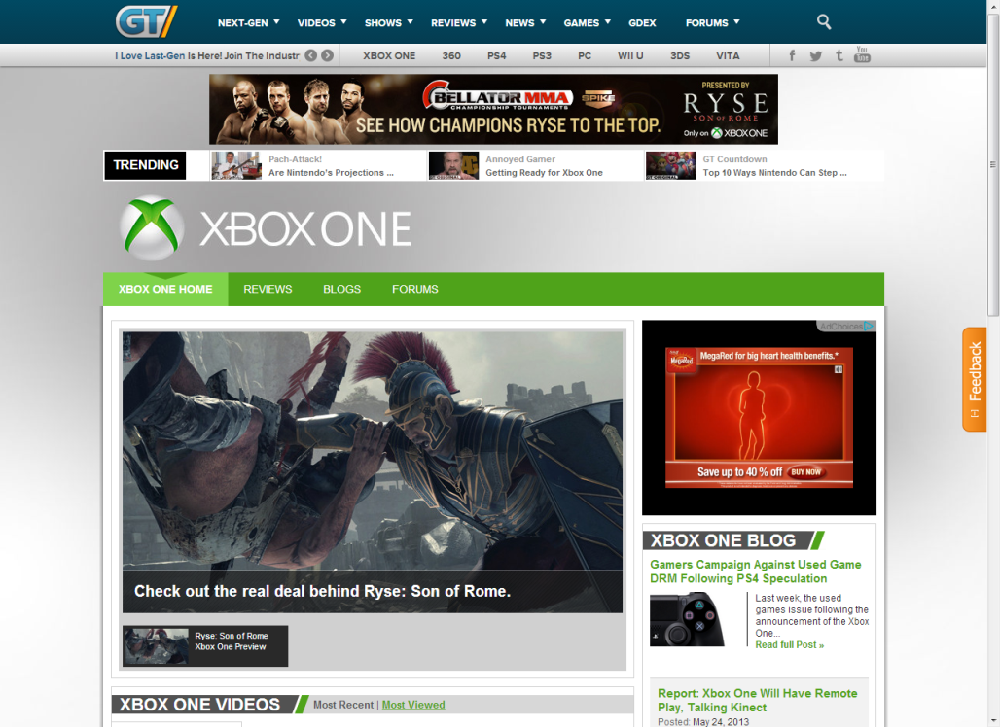 GT
NEXT-GEN VIDEOS SHOWS REVIEWS NEWS GAMES GDEX FORUMS
I Love Last-Gen Is Here! Join The Industr
XBOX ONE 360 PS4 PS3 PC WII U 3DS VITA
You
BELLATOR MMA
CHAMPIONSHIP TOURNAMENTS
SPIKE
SEE HOW CHAMPIONS RYSE TO THE TOP.
PRESENTED BY
RYSE
SON OF ROME
Only on XBOX ONE
TRENDING
Pach-Attack!
Are Nintendo's Projections ...
Annoyed Gamer
Getting Ready for Xbox One
GT Countdown
Top 10 Ways Nintendo Can Step ...
XBOX ONE
XBOX ONE HOME REVIEWS BLOGS FORUMS
Check out the real deal behind Ryse: Son of Rome.
Ryse: Son of Rome
Xbox One Preview
XBOX ONE VIDEOS
Most Recent | Most Viewed
AdChoices
MegaRed
MegaRed for big heart health benefits.*
Save up to 40 % off BUY NOW
Feedback
XBOX ONE BLOG
Gamers Campaign Against Used Game
DRM Following PS4 Speculation
Last week, the used
games issue following the
announcement of the Xbox
One...
Read full Post »
Report: Xbox One Will Have Remote
Play, Talking Kinect
Posted: May 24, 2013